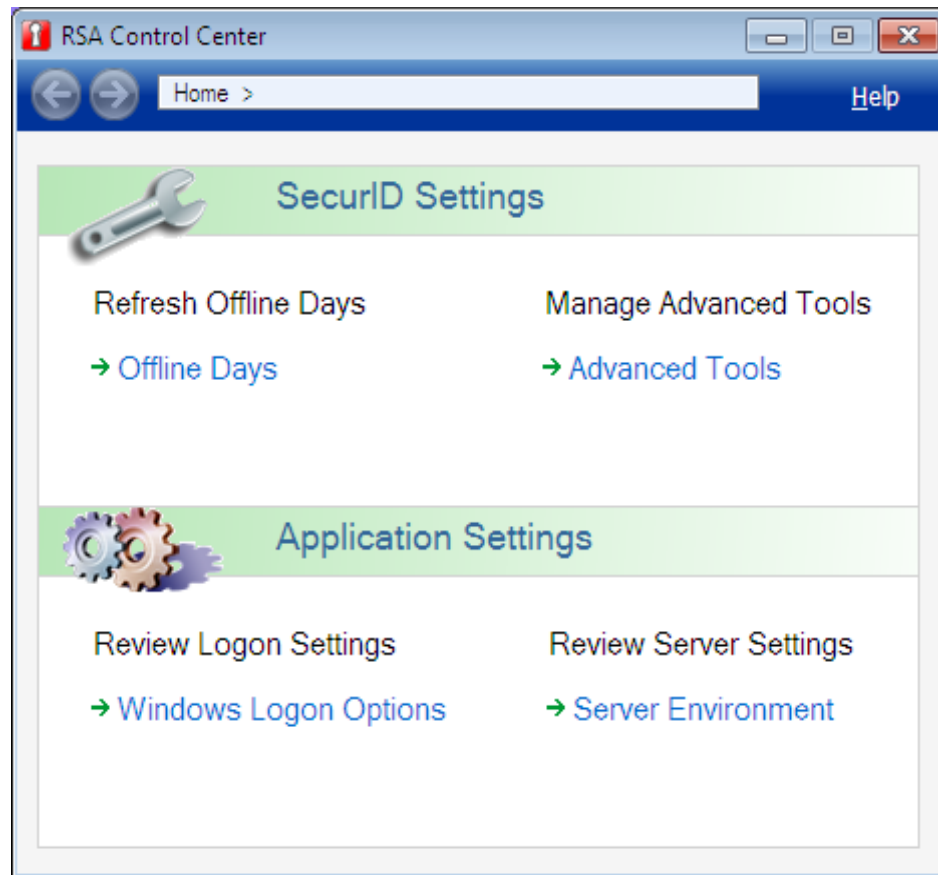 RSA Control Center
Home >
Help
SecurID Settings
Refresh Offline Days
Manage Advanced Tools
Offline Days
Advanced Tools
Application Settings
Review Logon Settings
Review Server Settings
Windows Logon Options
Server Environment